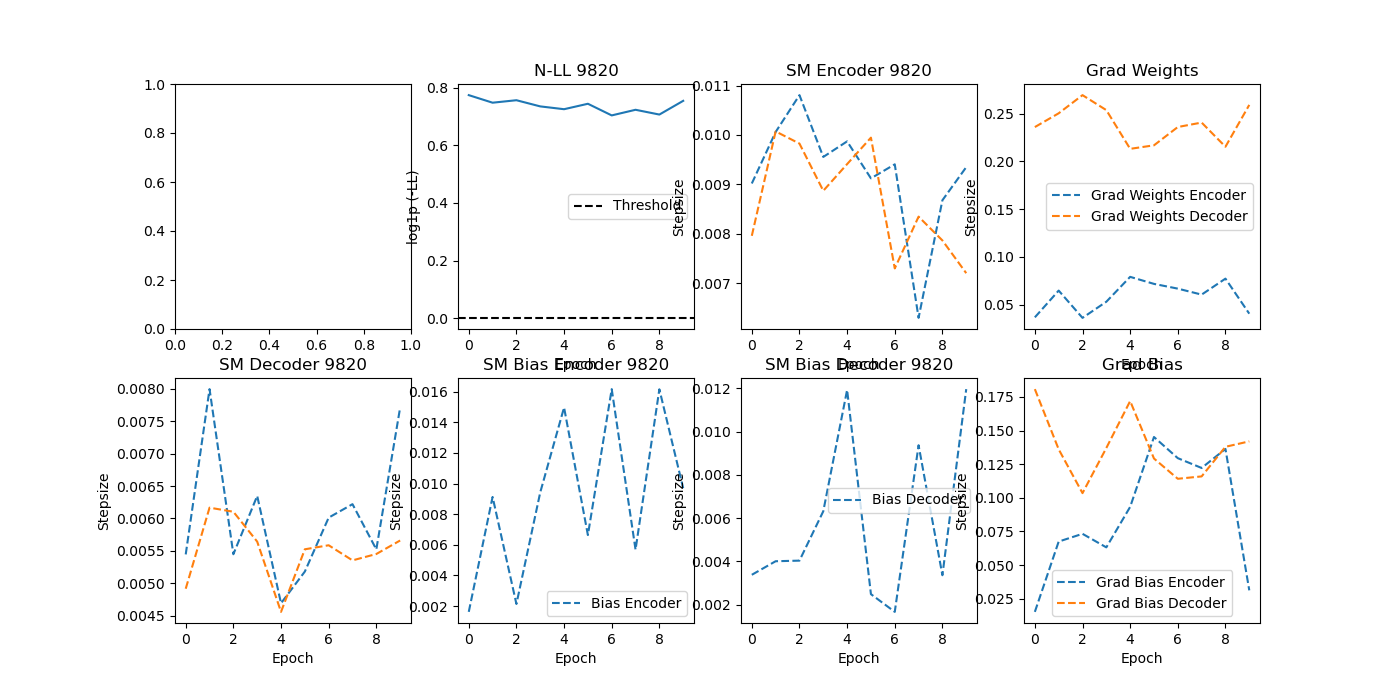 N-LL 9820
SM Encoder 9820
Grad Weights
1.0
0.8
0.6
0.4
0.2
0.0
0.0 0.2 0.4 0.6 0.8 1.0
log1p (-LL)
0.8
0.6
0.4
0.2
0.0
Threshold
0 2 4 6 8
Epoch
Stepsize
0.011
0.010
0.009
0.008
0.007
0 2 4 6 8
Epoch
Stepsize
0.25
0.20
0.15
0.10
0.05
Grad Weights Encoder
Grad Weights Decoder
0 2 4 6 8
Epoch
SM Decoder 9820
SM Bias Encoder 9820
SM Bias Decoder 9820
Grad Bias
Stepsize
0.0080
0.0075
0.0070
0.0065
0.0060
0.0055
0.0050
0.0045
0 2 4 6 8
Epoch
Stepsize
0.016
0.014
0.012
0.010
0.008
0.006
0.004
0.002
Bias Encoder
0 2 4 6 8
Epoch
Stepsize
0.012
0.010
0.008
0.006
0.004
0.002
Bias Decoder
0 2 4 6 8
Epoch
Stepsize
0.175
0.150
0.125
0.100
0.075
0.050
0.025
Grad Bias Encoder
Grad Bias Decoder
0 2 4 6 8
Epoch